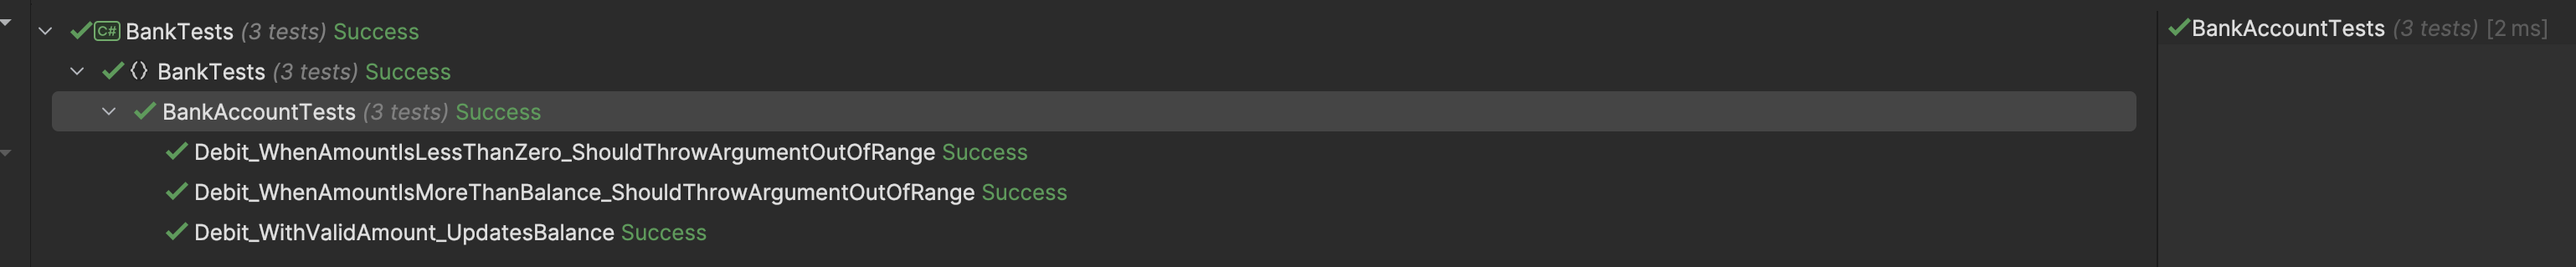 C# BankTests (3 tests) Success
{} BankTests (3 tests) Success
BankAccountTests (3 tests) Success
Debit_WhenAmountIsLessThanZero_ShouldThrowArgumentOutOfRange Success
Debit_WhenAmountIsMoreThanBalance_ShouldThrowArgumentOutOfRange Success
Debit_WithValidAmount_UpdatesBalance Success
BankAccountTests (3 tests) [2 ms]